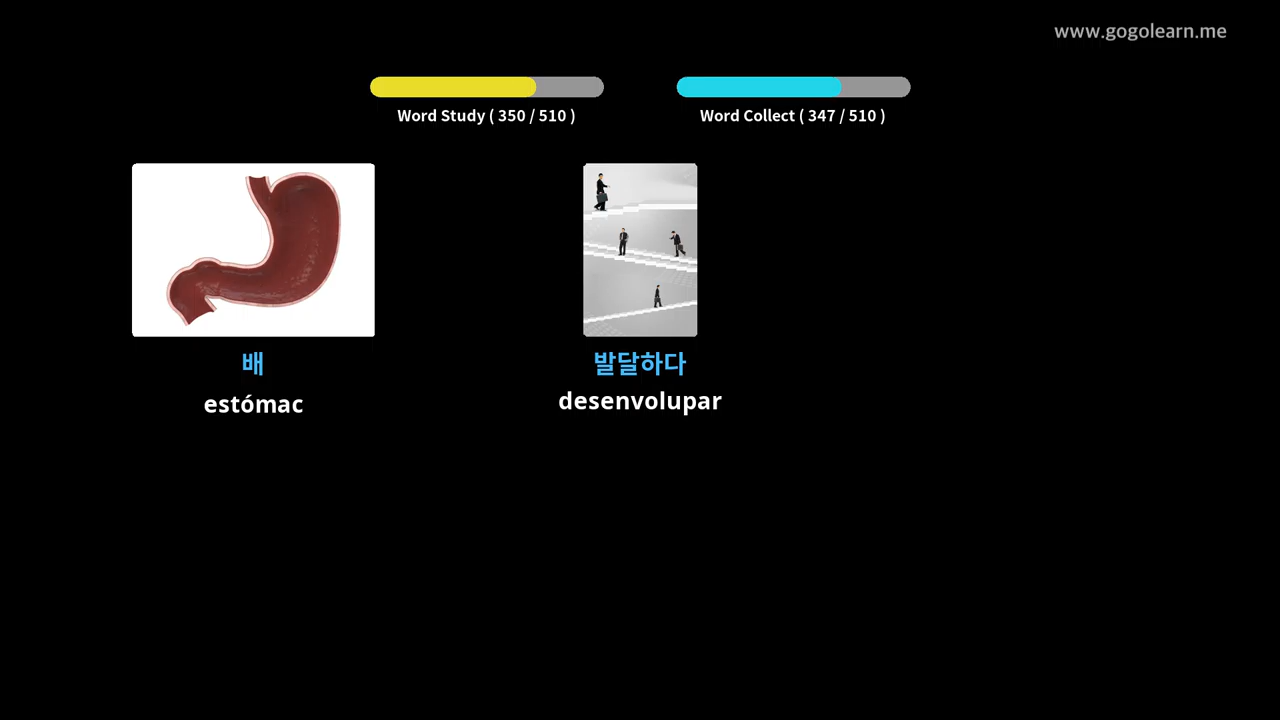 www.gogolearn.me
Word Study ( 350 / 510 )
Word Collect ( 347 / 510 )
배
estómac
발달하다
desenvolupar